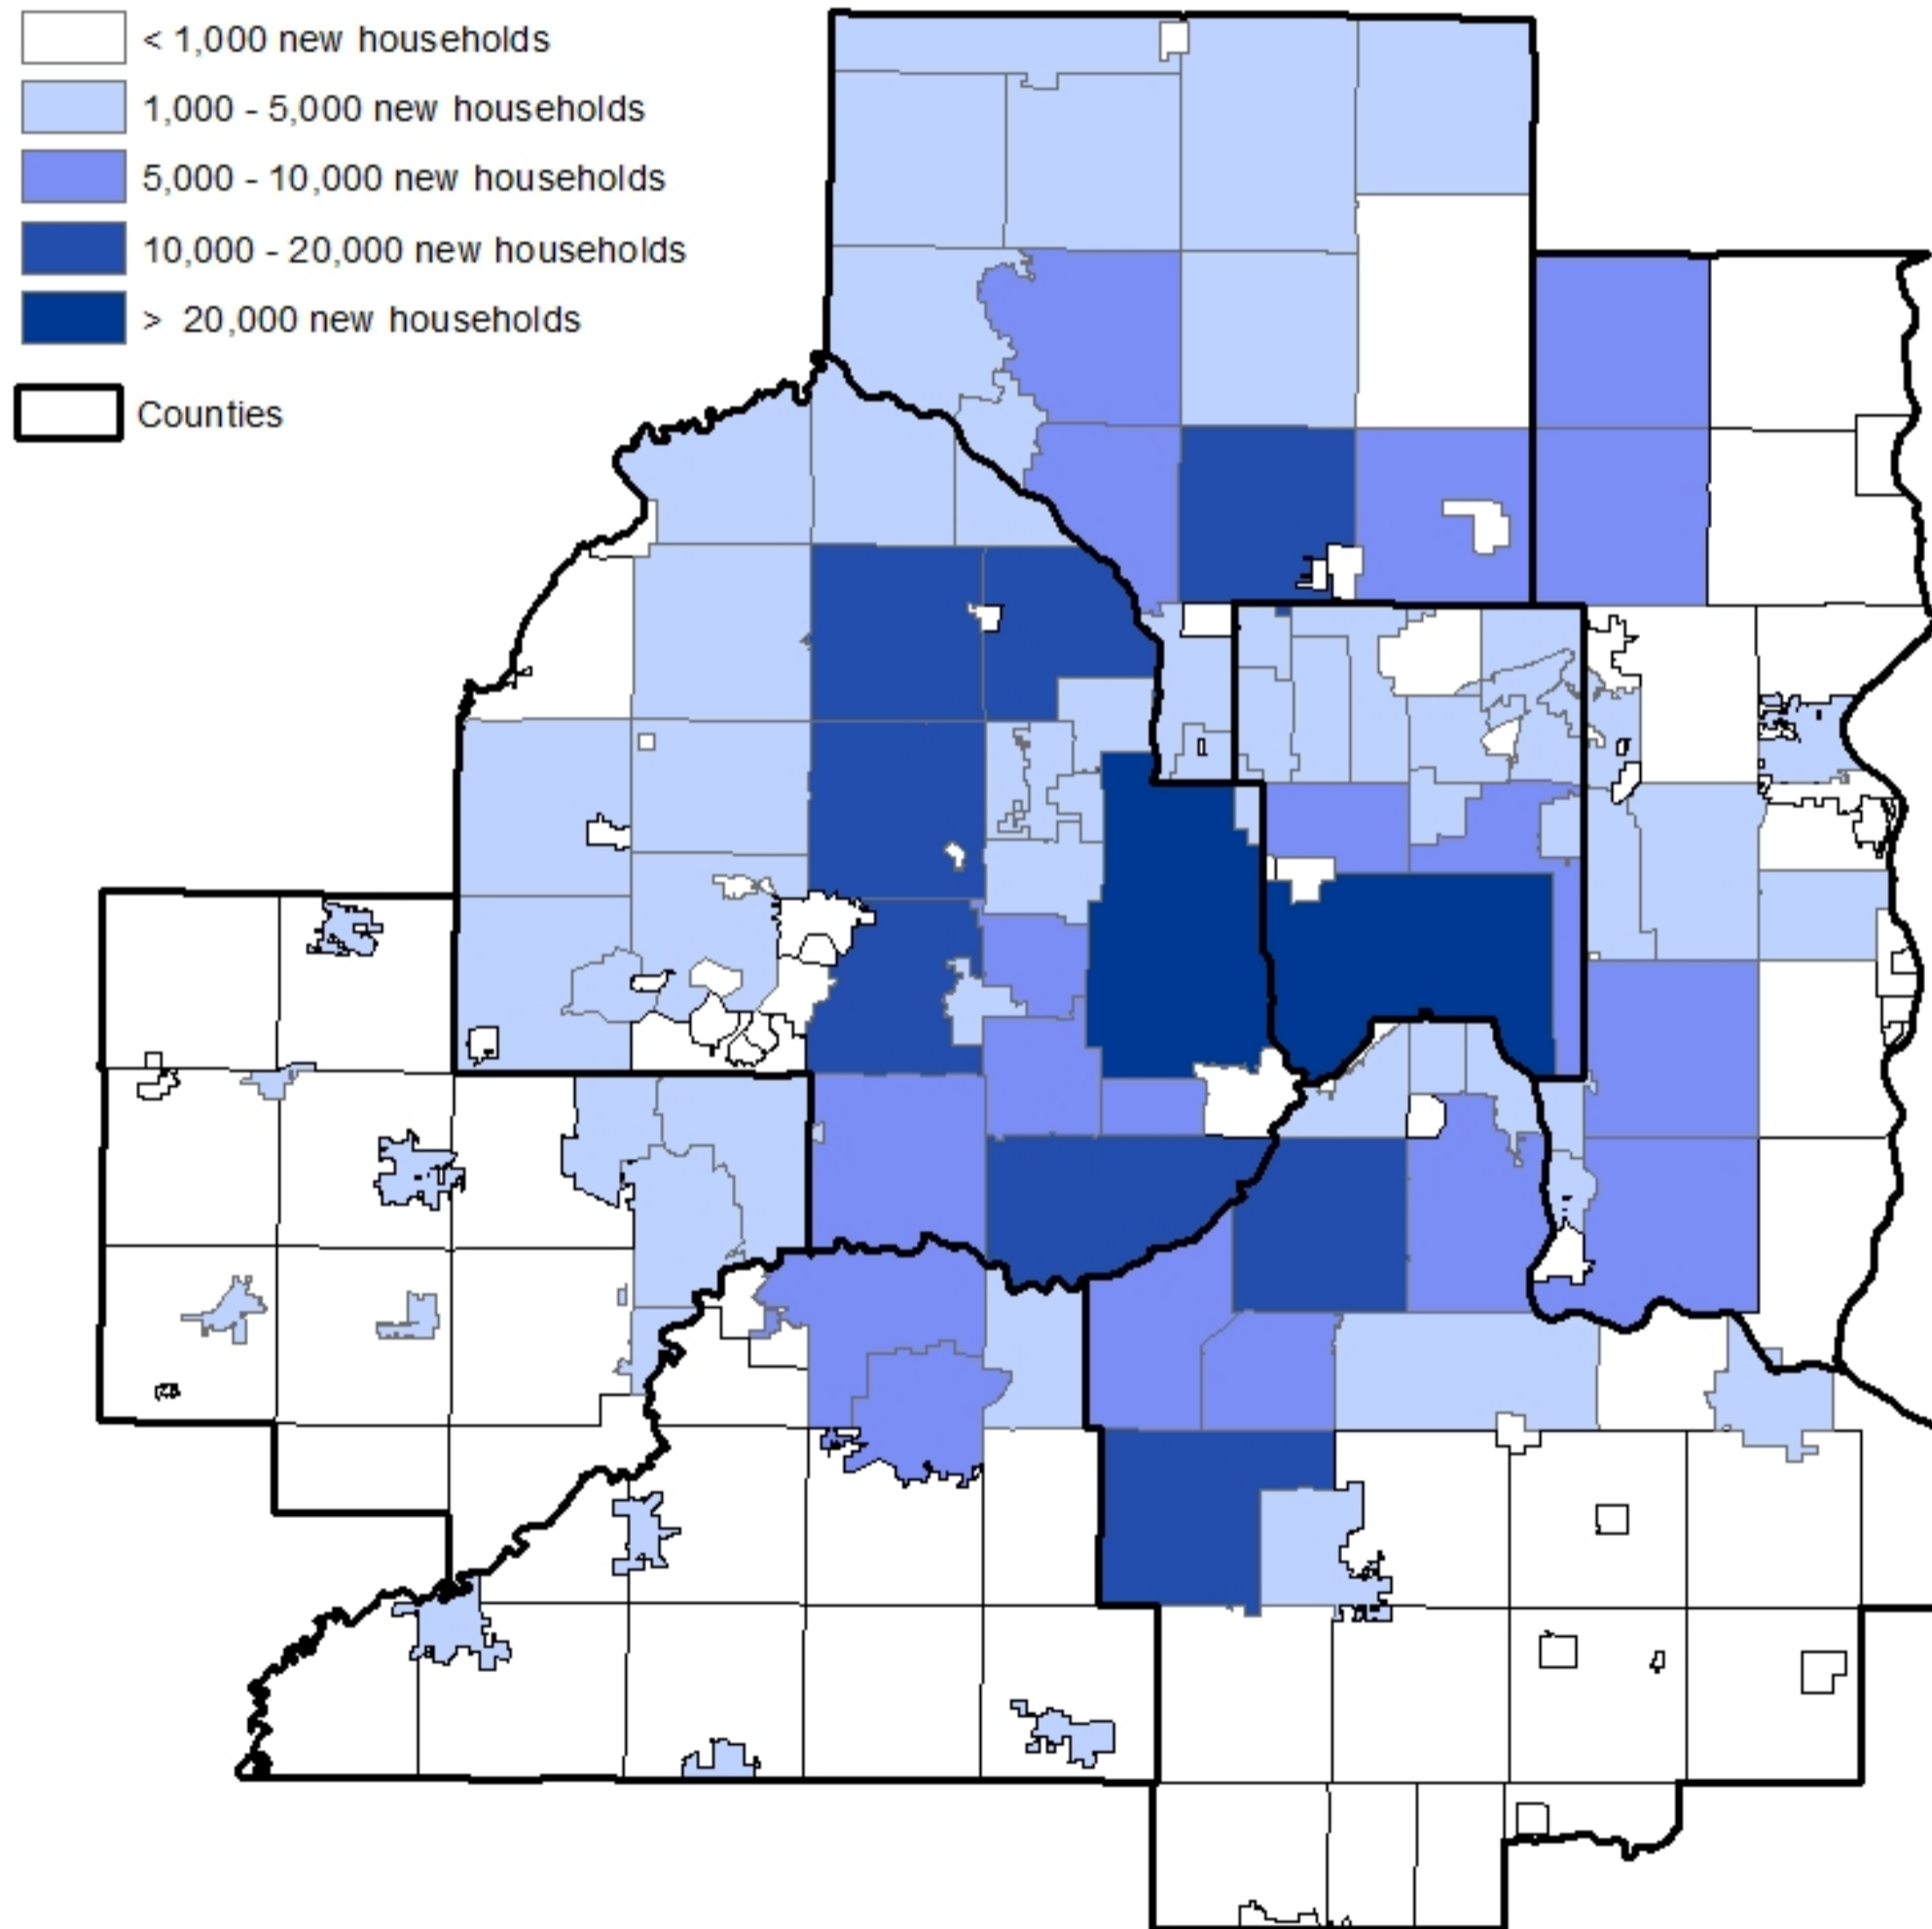 < 1,000 new households
1,000 - 5,000 new households
5,000 - 10,000 new households
10,000 - 20,000 new households
> 20,000 new households
Counties